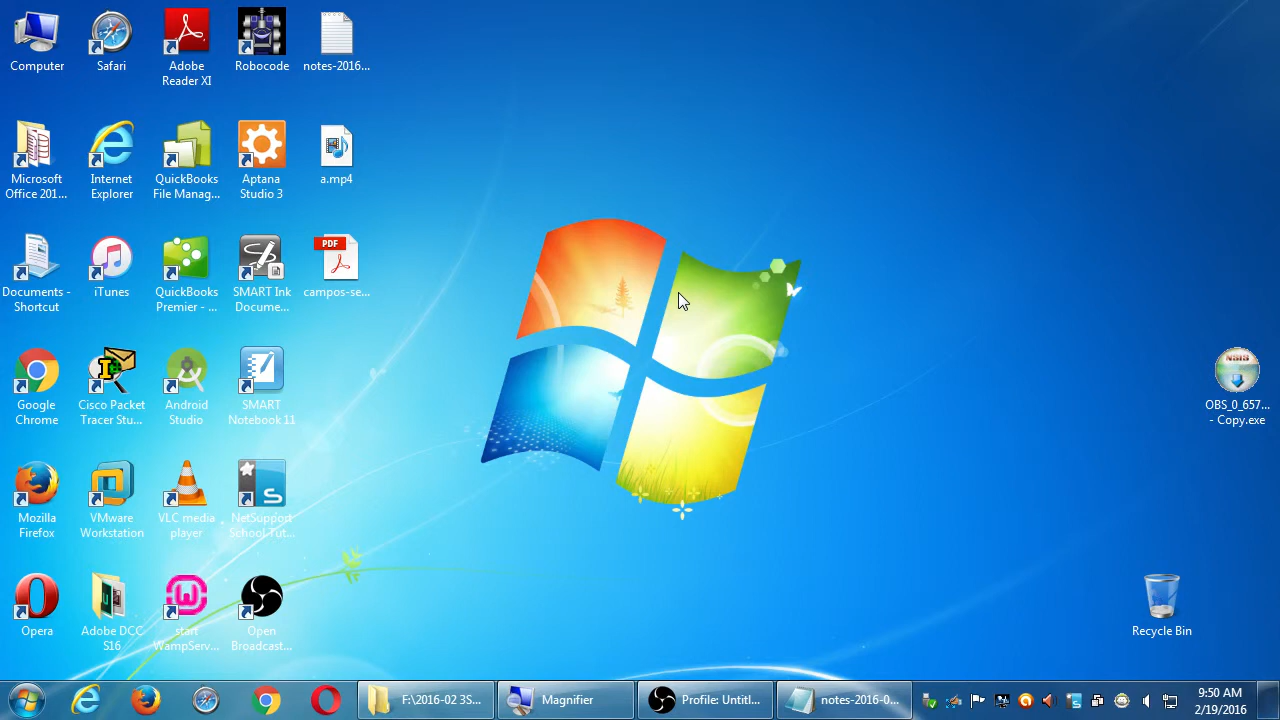 Computer
Safari
Adobe
Reader XI
Robocode
notes-2016...
Microsoft
Office 201...
Internet
Explorer
QuickBooks
File Manag...
Aptana
Studio 3
a.mp4
Documents -
Shortcut
iTunes
QuickBooks
Premier - ...
SMART Ink
Docume...
PDF
campos-se...
Google
Chrome
Cisco Packet
Tracer Stu...
Android
Studio
SMART
Notebook 11
NSIS
OBS_0_657...
- Copy.exe
Mozilla
Firefox
VMware
Workstation
VLC media
player
NetSupport
School Tut...
Opera
Adobe DCC
S16
start
WampServ...
Open
Broadcast...
Recycle Bin
F:\2016-02 3S...
Magnifier
Profile: Untitl...
notes-2016-0...
9:50 AM
2/19/2016